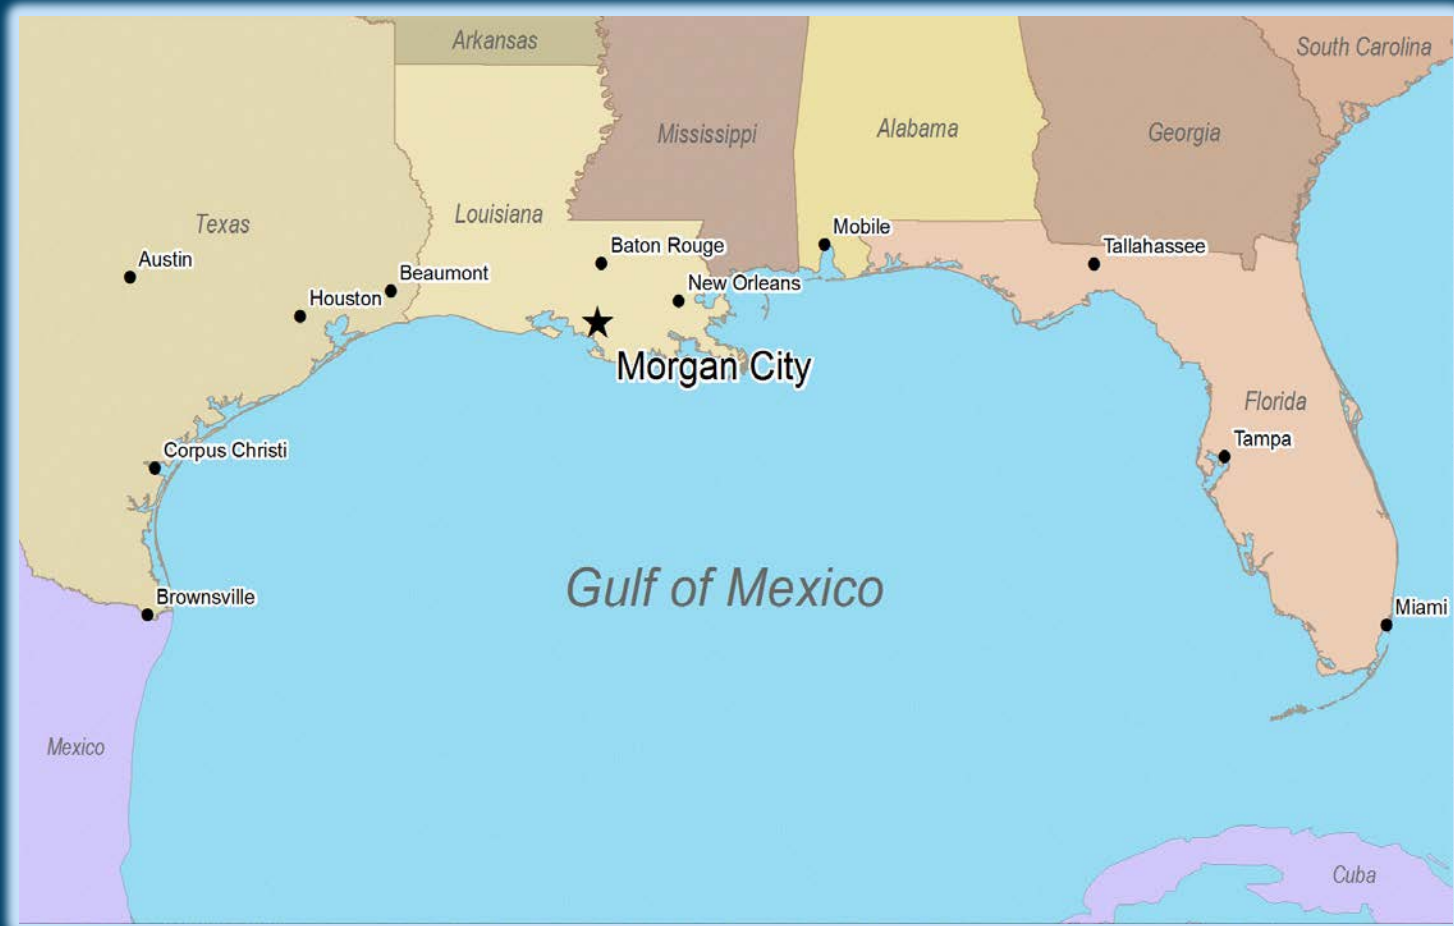 Arkansas
South Carolina
Mississippi
Alabama
Georgia
Louisiana
Texas
Mobile
Baton Rouge
Tallahassee
Austin
Beaumont
New Orleans
Houston
Morgan City
Florida
Tampa
Corpus Christi
Gulf of Mexico
Brownsville
Miami
Mexico
Cuba